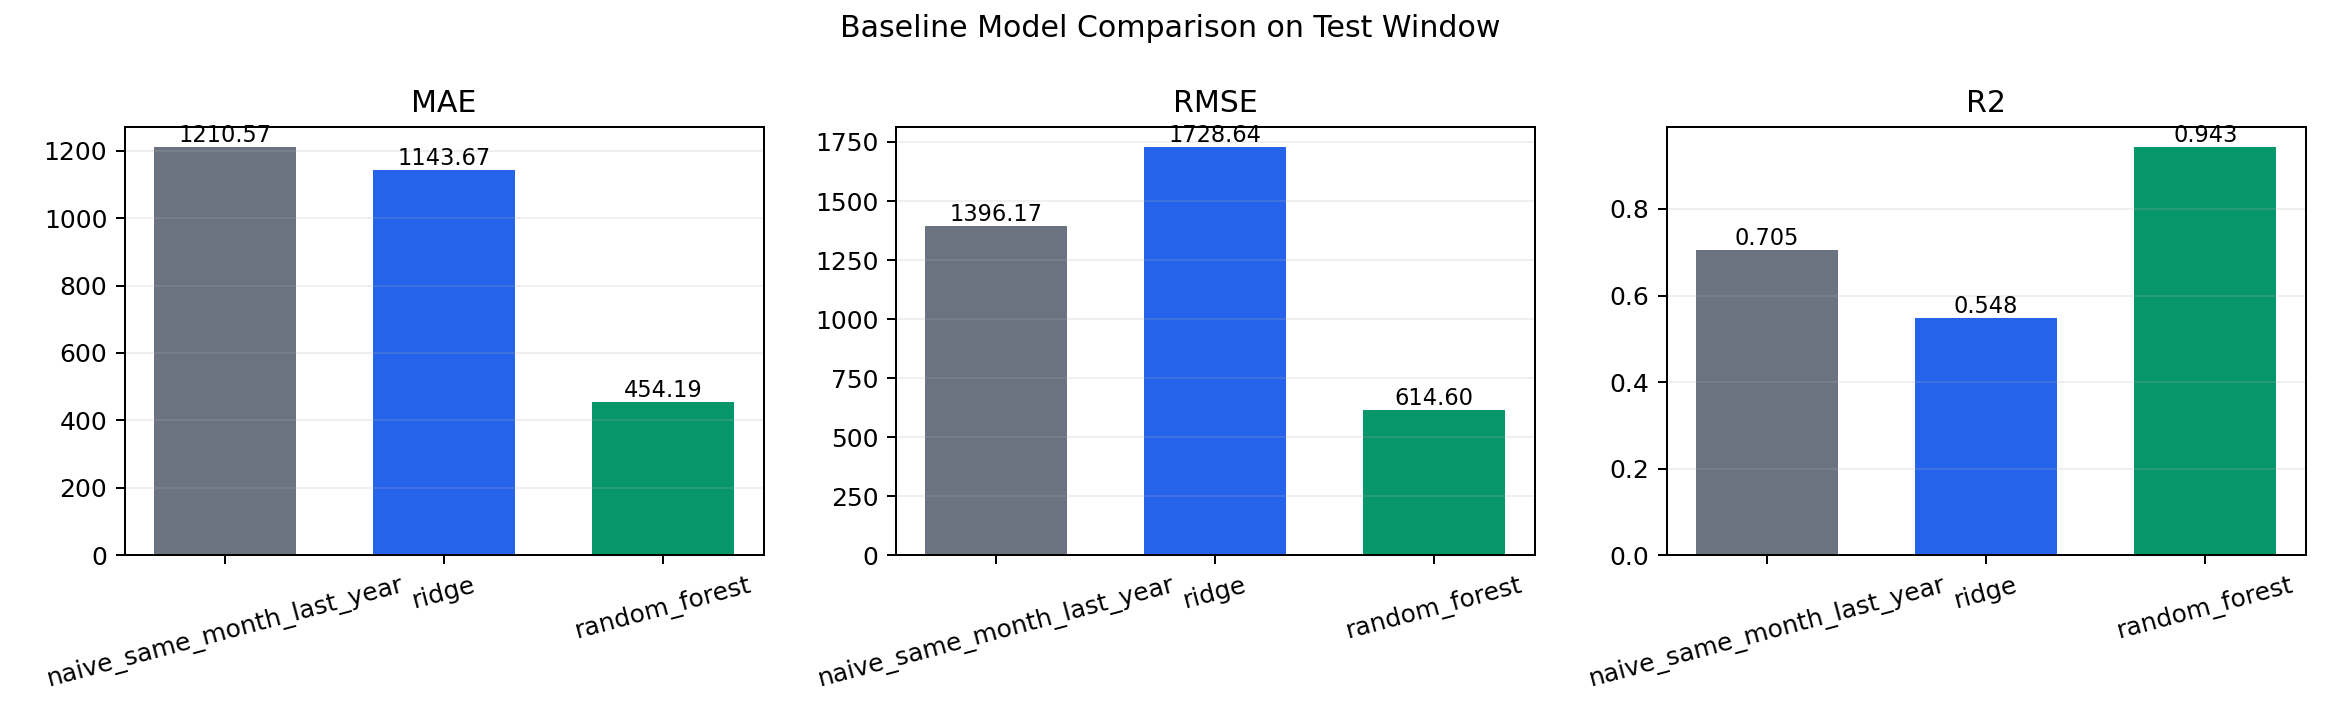 Baseline Model Comparison on Test Window
MAE
1200
1000
800
600
400
200
0
1210.57
1143.67
454.19
naive_same_month_last_year
ridge
random_forest
RMSE
1750
1500
1250
1000
750
500
250
0
1396.17
1728.64
614.60
naive_same_month_last_year
ridge
random_forest
R2
0.8
0.6
0.4
0.2
0.0
0.705
0.548
0.943
naive_same_month_last_year
ridge
random_forest